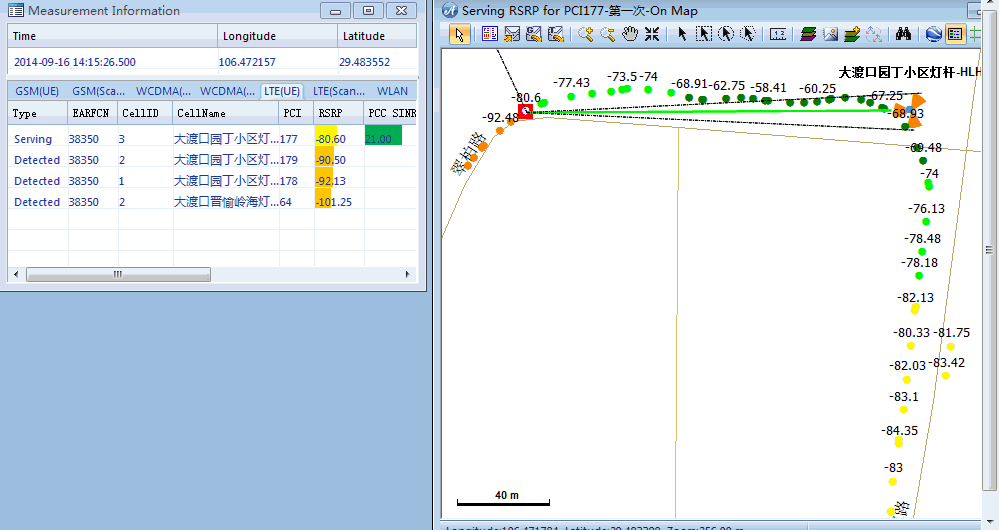 Measurement Information
Time Longitude Latitude
2014-09-16 14:15:26.500 106.472157 29.483552
GSM(UE) GSM(Sca... WCDMA(... WCDMA(... LTE(UE) LTE(Scan... WLAN
Type EARFCN CellID CellName PCI RSRP PCC SINR
Serving 38350 3 大渡口园丁小区灯...177 -80.60 21.00
Detected 38350 2 大渡口园丁小区灯...179 -90.50
Detected 38350 1 大渡口园丁小区灯...178 -92.13
Detected 38350 2 大渡口晋愉岭海灯...64 -101.25
Serving RSRP for PCI177-第一次-On Map
大渡口园丁小区灯杆-HLH
-77.43 -73.5 -74 -68.91 -62.75 -58.41 -60.25 -67.25
-80.6
-92.48
-68.93
翠柏路
-69.48
-74
-76.13
-78.48
-78.18
-82.13
-80.33 -81.75
-82.03 -83.42
-83.1
-84.35
-83
路
40 m